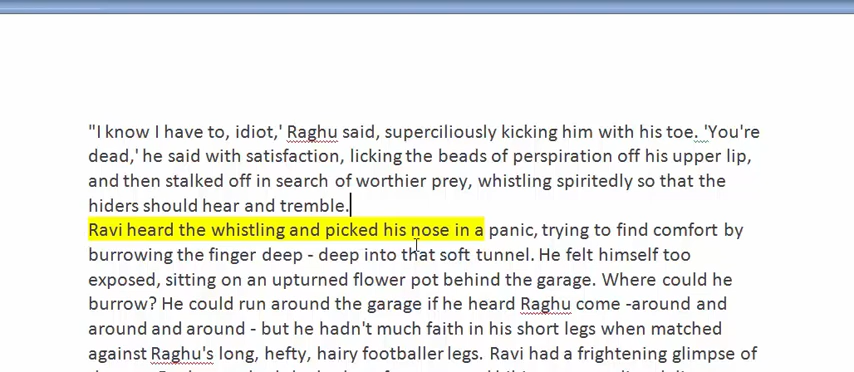 "I know I have to, idiot,' Raghu said, superciliously kicking him with his toe. 'You're
dead,' he said with satisfaction, licking the beads of perspiration off his upper lip,
and then stalked off in search of worthier prey, whistling spiritedly so that the
hiders should hear and tremble.
Ravi heard the whistling and picked his nose in a panic, trying to find comfort by
burrowing the finger deep - deep into that soft tunnel. He felt himself too
exposed, sitting on an upturned flower pot behind the garage. Where could he
burrow? He could run around the garage if he heard Raghu come -around and
around and around - but he hadn't much faith in his short legs when matched
against Raghu's long, hefty, hairy footballer legs. Ravi had a frightening glimpse of